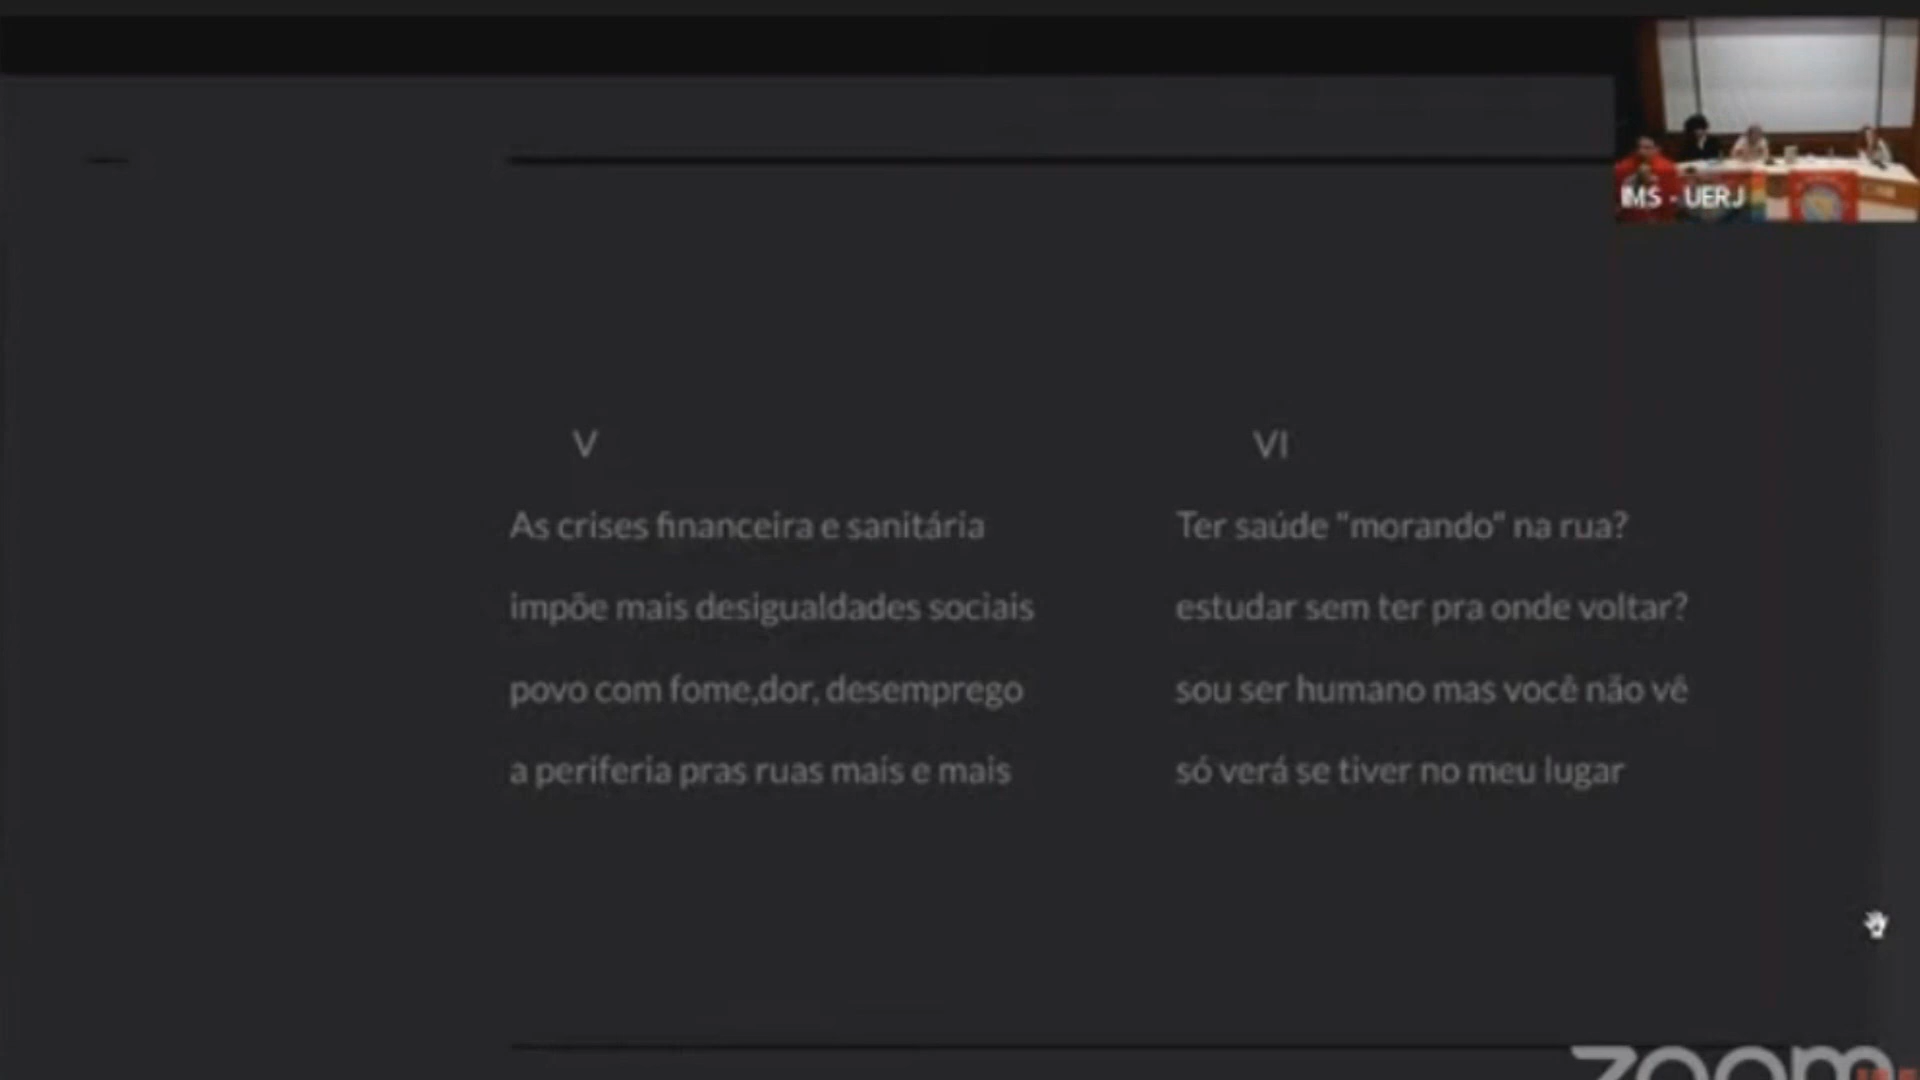 IMS - UERJ
V
As crises financeira e sanitária
impõe mais desigualdades sociais
povo com fome,dor, desemprego
a periferia pras ruas mais e mais
VI
Ter saúde "morando" na rua?
estudar sem ter pra onde voltar?
sou ser humano mas você não vê
só verá se tiver no meu lugar
zoom